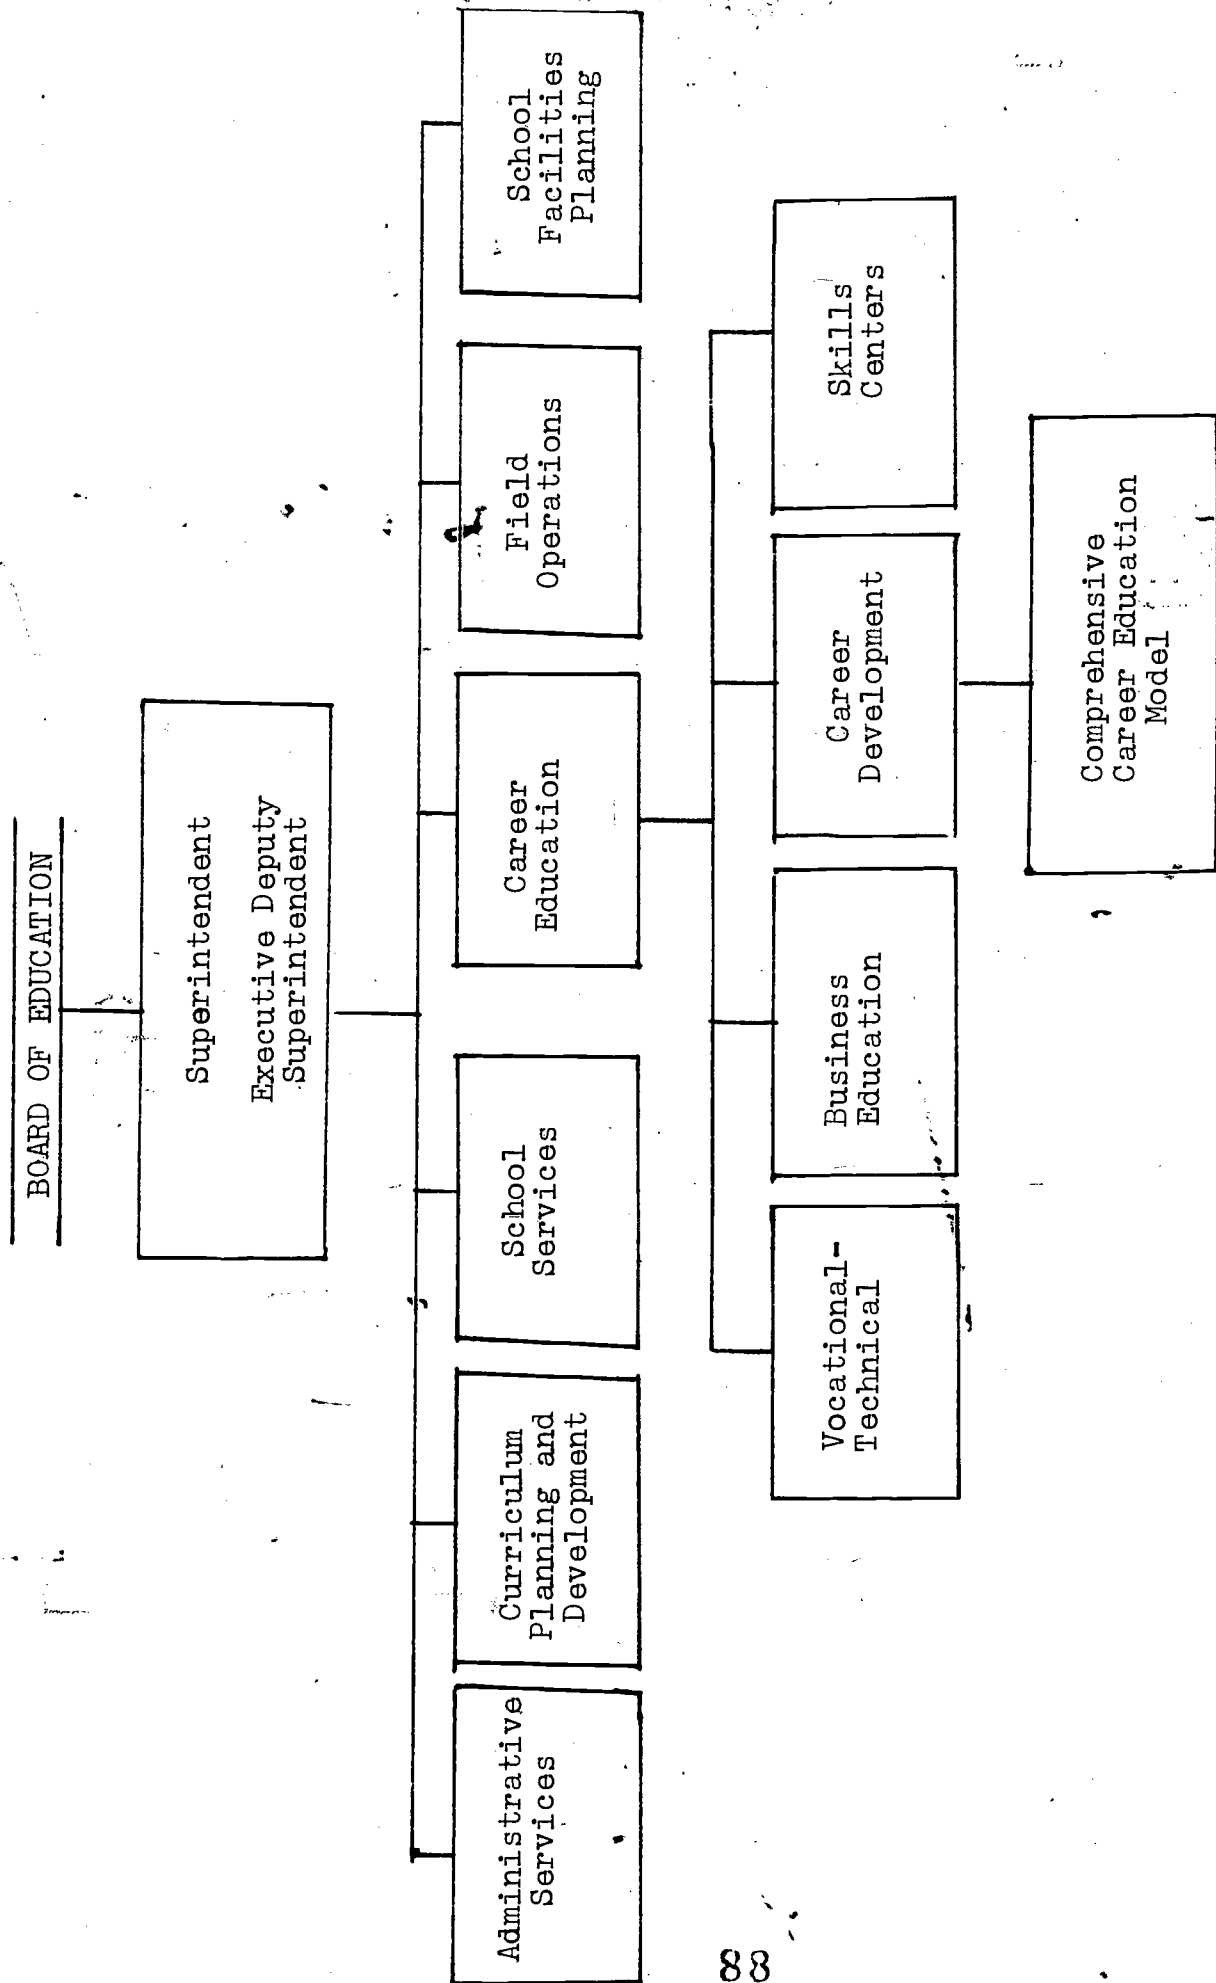 BOARD OF EDUCATION
Superintendent
Executive Deputy
Superintendent
Administrative
Services
Curriculum
Planning and
Development
School
Services
Career
Education
Field
Operations
School
Facilities
Planning
Vocational-
Technical
Business
Education
Career
Development
Skills
Centers
Comprehensive
Career Education
Model
88